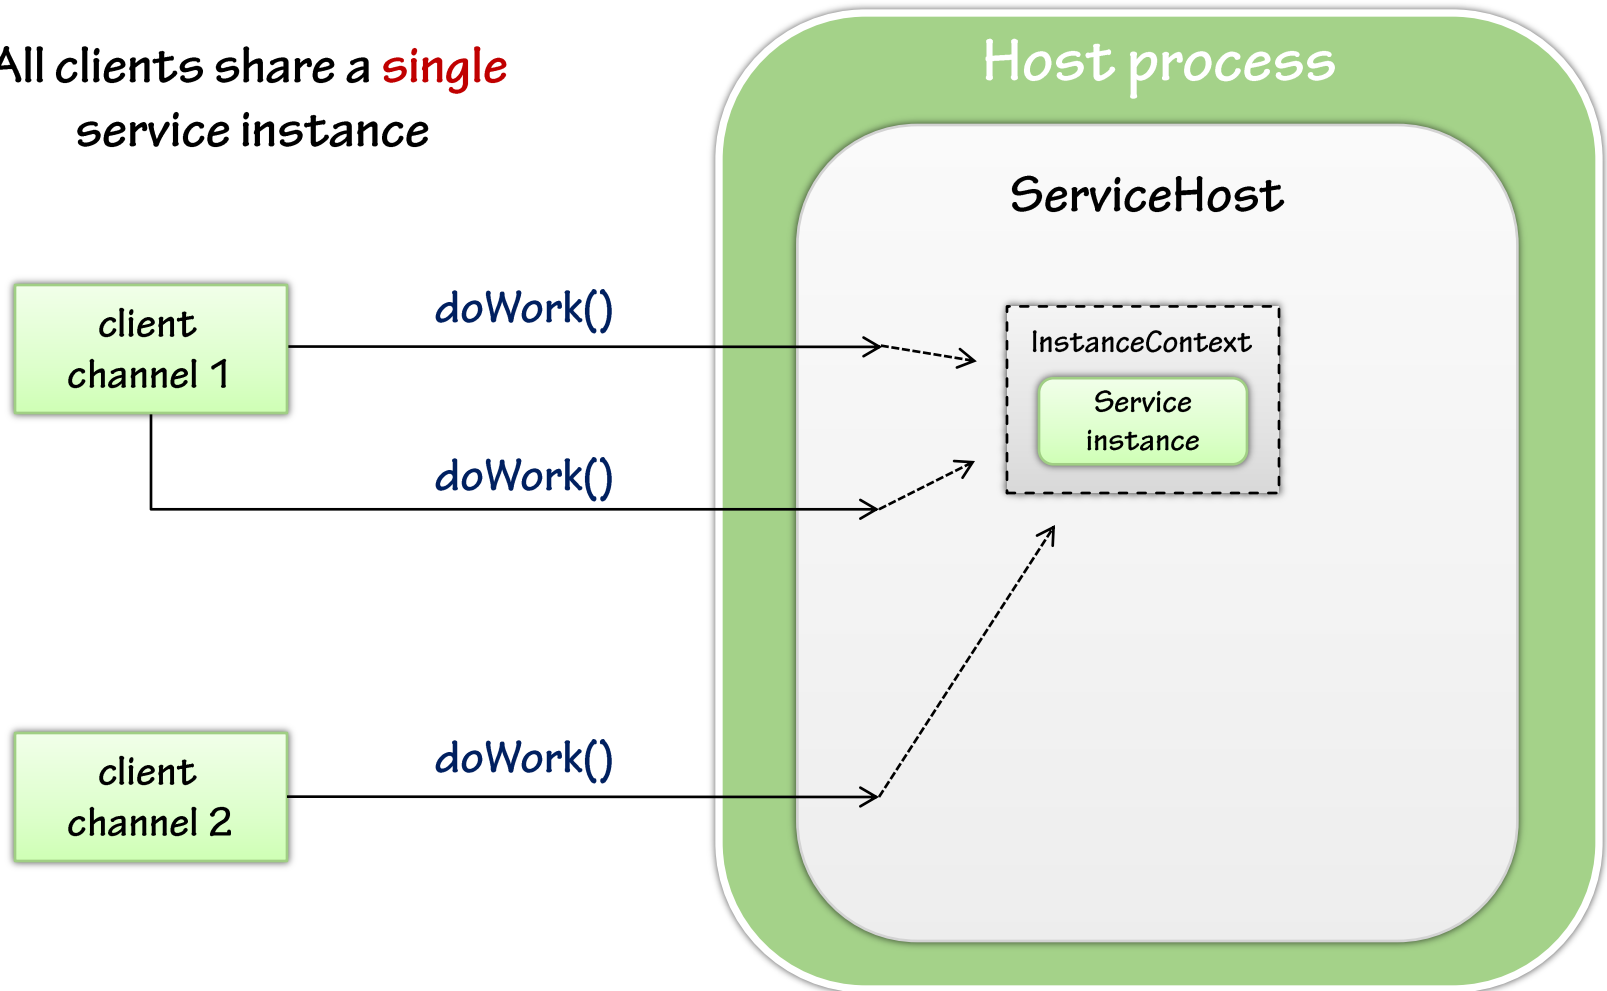 All clients share a single
service instance
Host process
ServiceHost
client
channel 1
doWork()
doWork()
InstanceContext
Service
instance
client
channel 2
doWork()